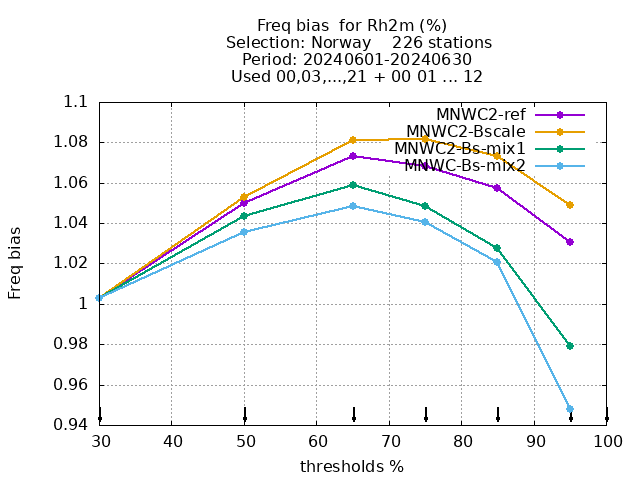 Freq bias  for Rh2m (%)
Selection: Norway    226 stations
Period: 20240601-20240630
Used 00,03,...,21 + 00 01 ... 12
MNWC2-ref
MNWC2-Bscale
MNWC2-Bs-mix1
MNWC-Bs-mix2
Freq bias
1.1
1.08
1.06
1.04
1.02
1
0.98
0.96
0.94
30 40 50 60 70 80 90 100
thresholds %